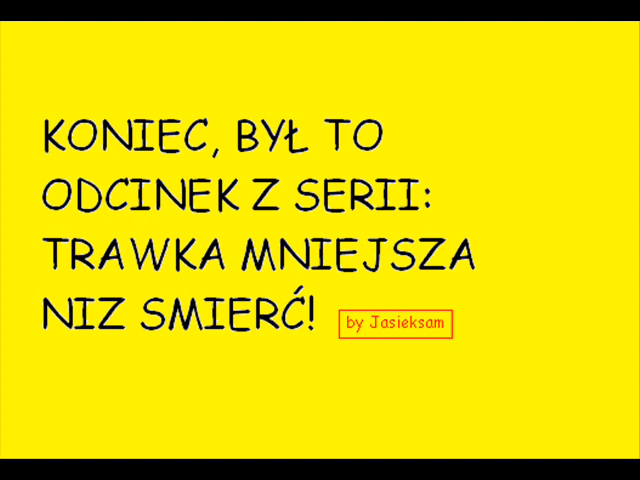 KONIEC, BYŁ TO
ODCINEK Z SERII:
TRAWKA MNIEJSZA
NIZ SMIERĆ!
by Jasieksam